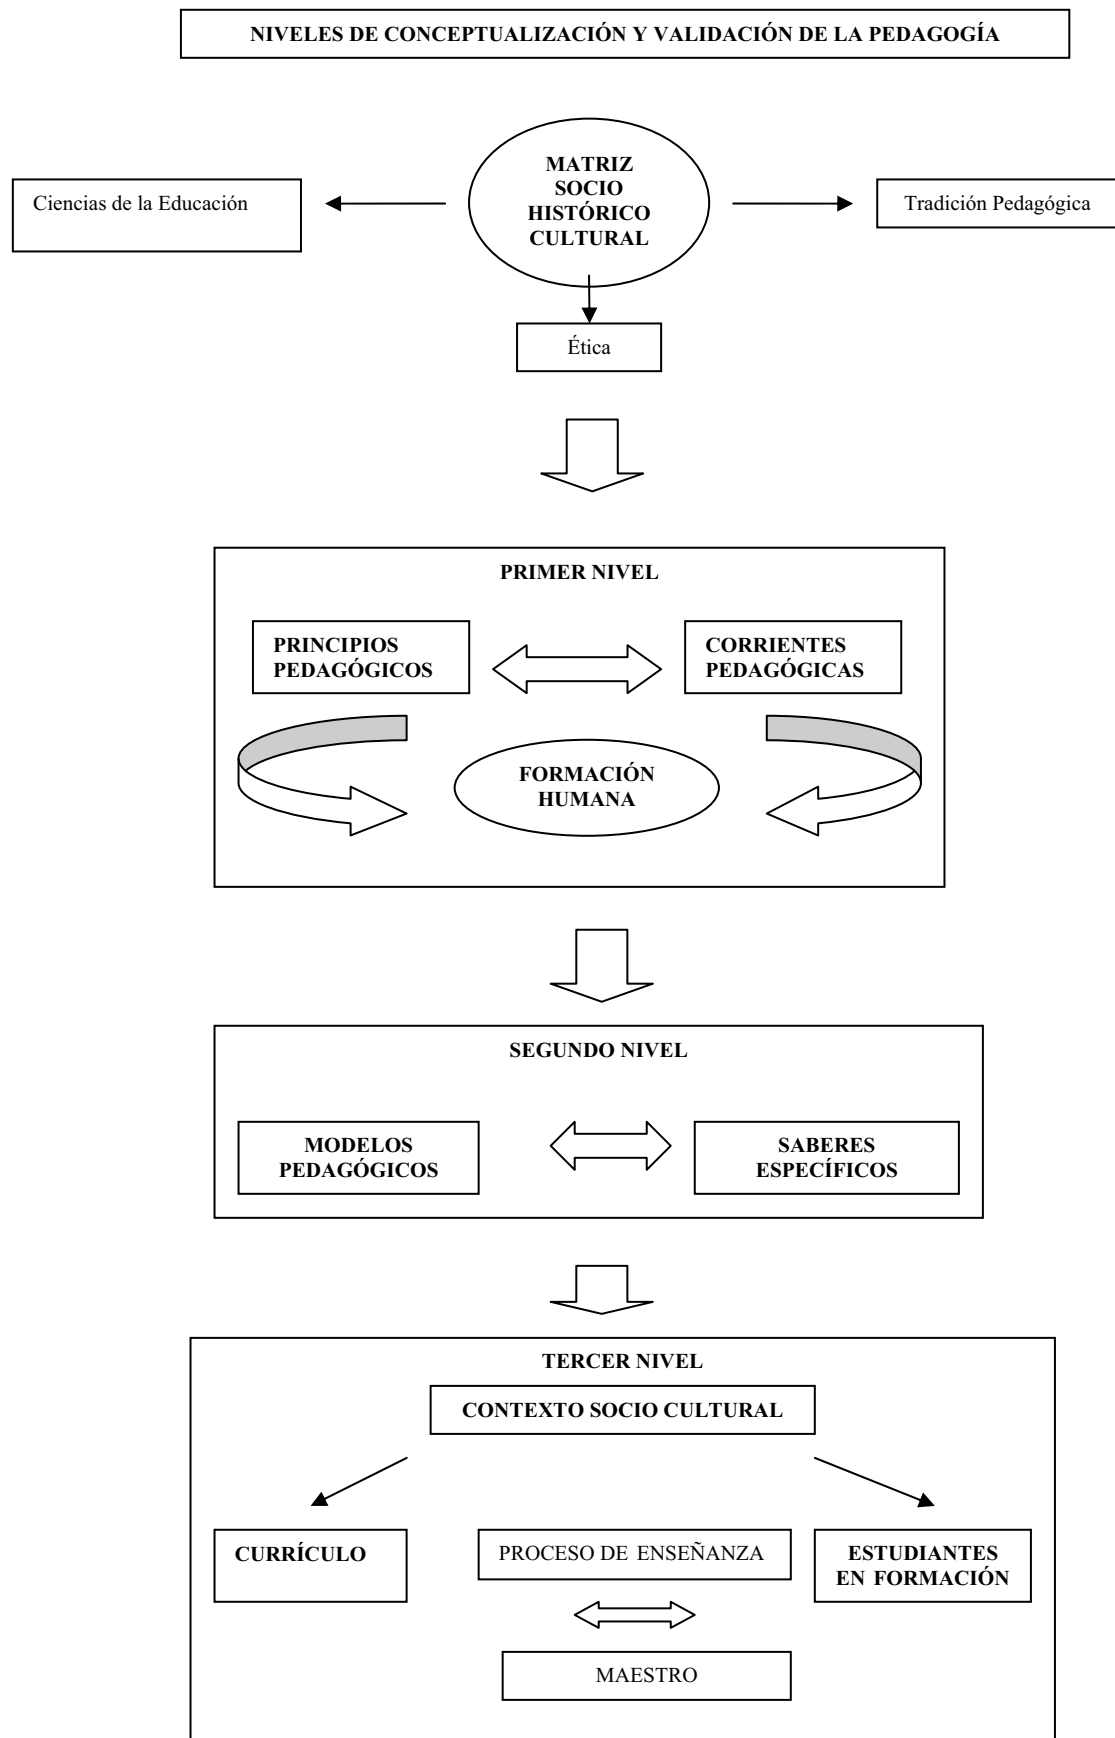 NIVELES DE CONCEPTUALIZACIÓN Y VALIDACIÓN DE LA PEDAGOGÍA
MATRIZ
SOCIO
HISTÓRICO
CULTURAL
Ciencias de la Educación
Tradición Pedagógica
Ética
PRIMER NIVEL
PRINCIPIOS
PEDAGÓGICOS
CORRIENTES
PEDAGÓGICAS
FORMACIÓN
HUMANA
SEGUNDO NIVEL
MODELOS
PEDAGÓGICOS
SABERES
ESPECÍFICOS
TERCER NIVEL
CONTEXTO SOCIO CULTURAL
CURRÍCULO
PROCESO DE ENSEÑANZA
ESTUDIANTES
EN FORMACIÓN
MAESTRO